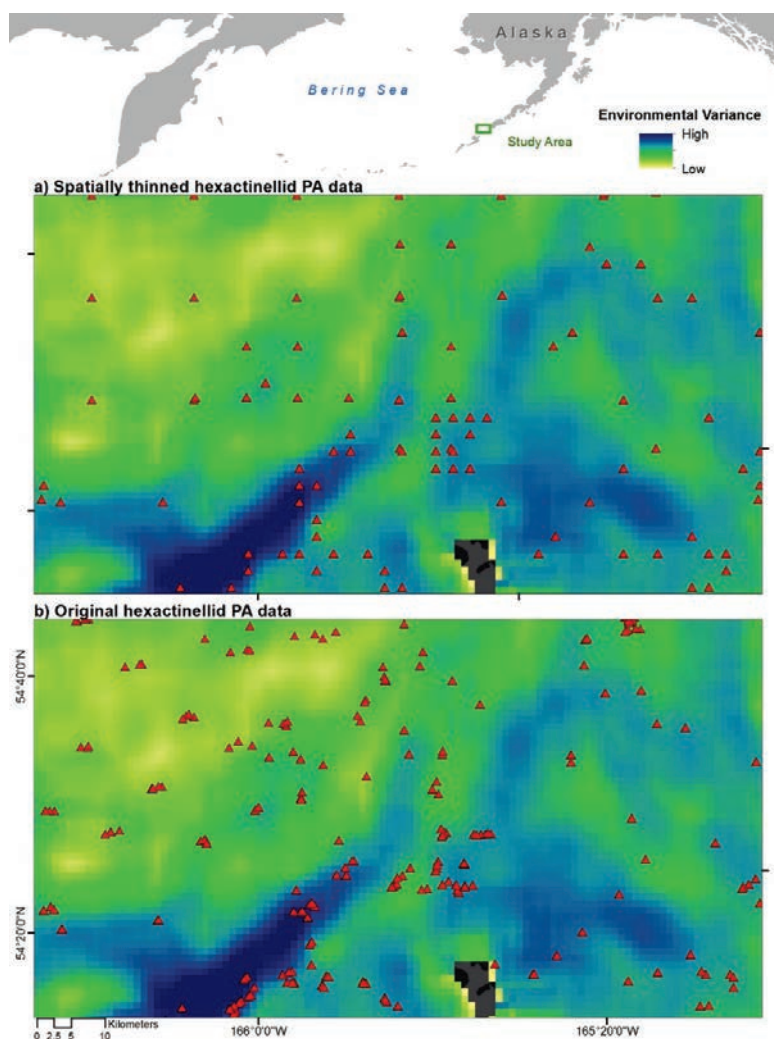 Alaska
Bering Sea
Environmental Variance
High
Low
Study Area
a) Spatially thinned hexactinellid PA data
b) Original hexactinellid PA data
54°40'0"N
54°20'0"N
Kilometers
0 2.5 5 10
166°0'0"W 165°20'0"W